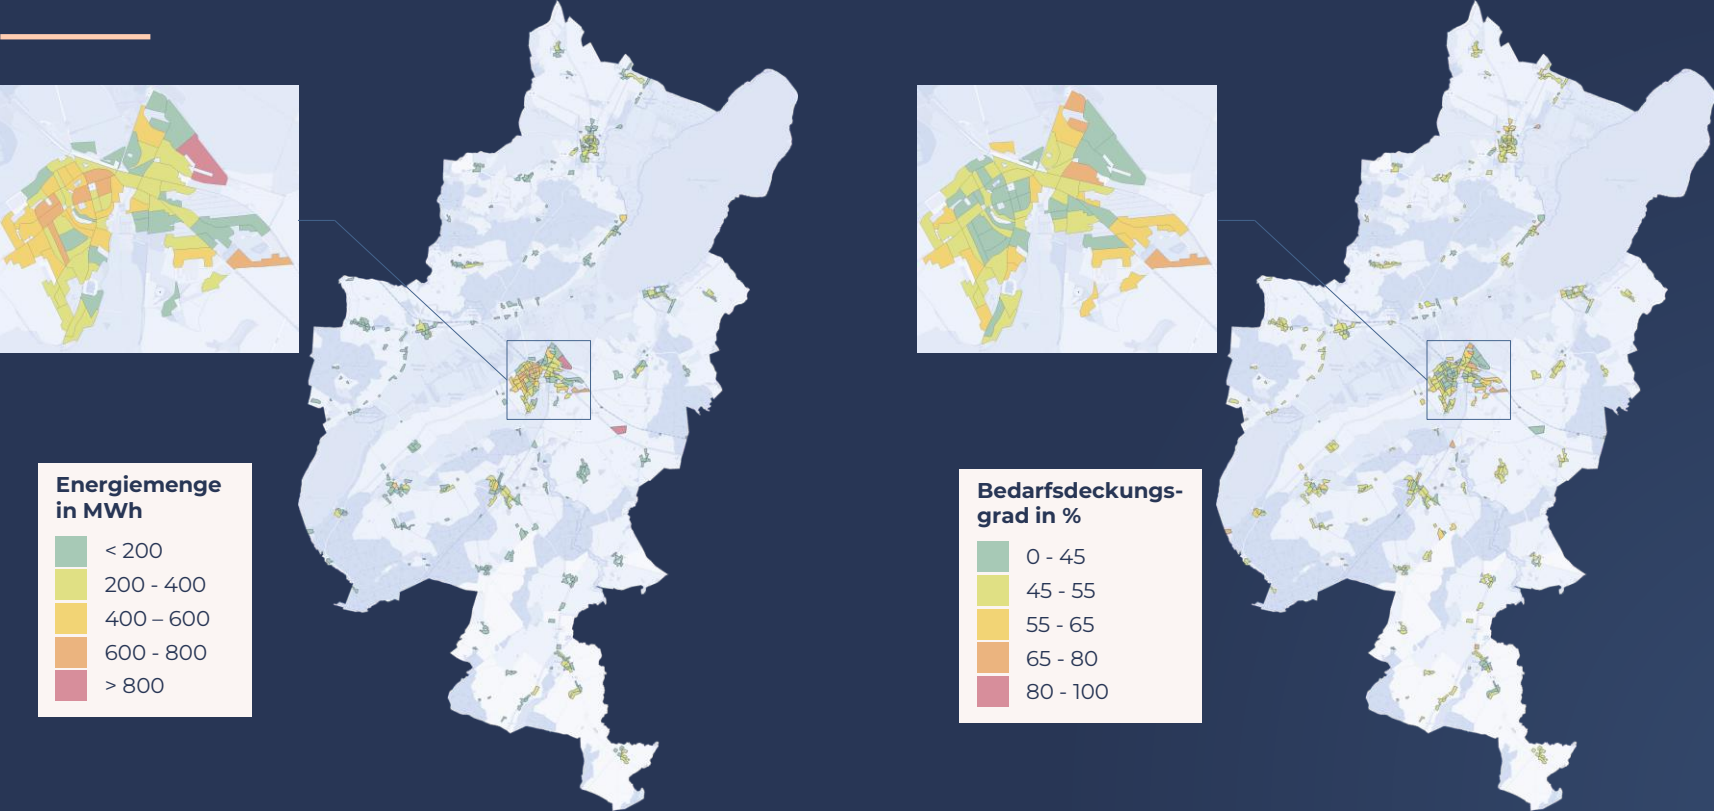 Energiemenge
in MWh
< 200
200 - 400
400 – 600
600 - 800
> 800
Bedarfsdeckungs-
grad in %
0 - 45
45 - 55
55 - 65
65 - 80
80 - 100